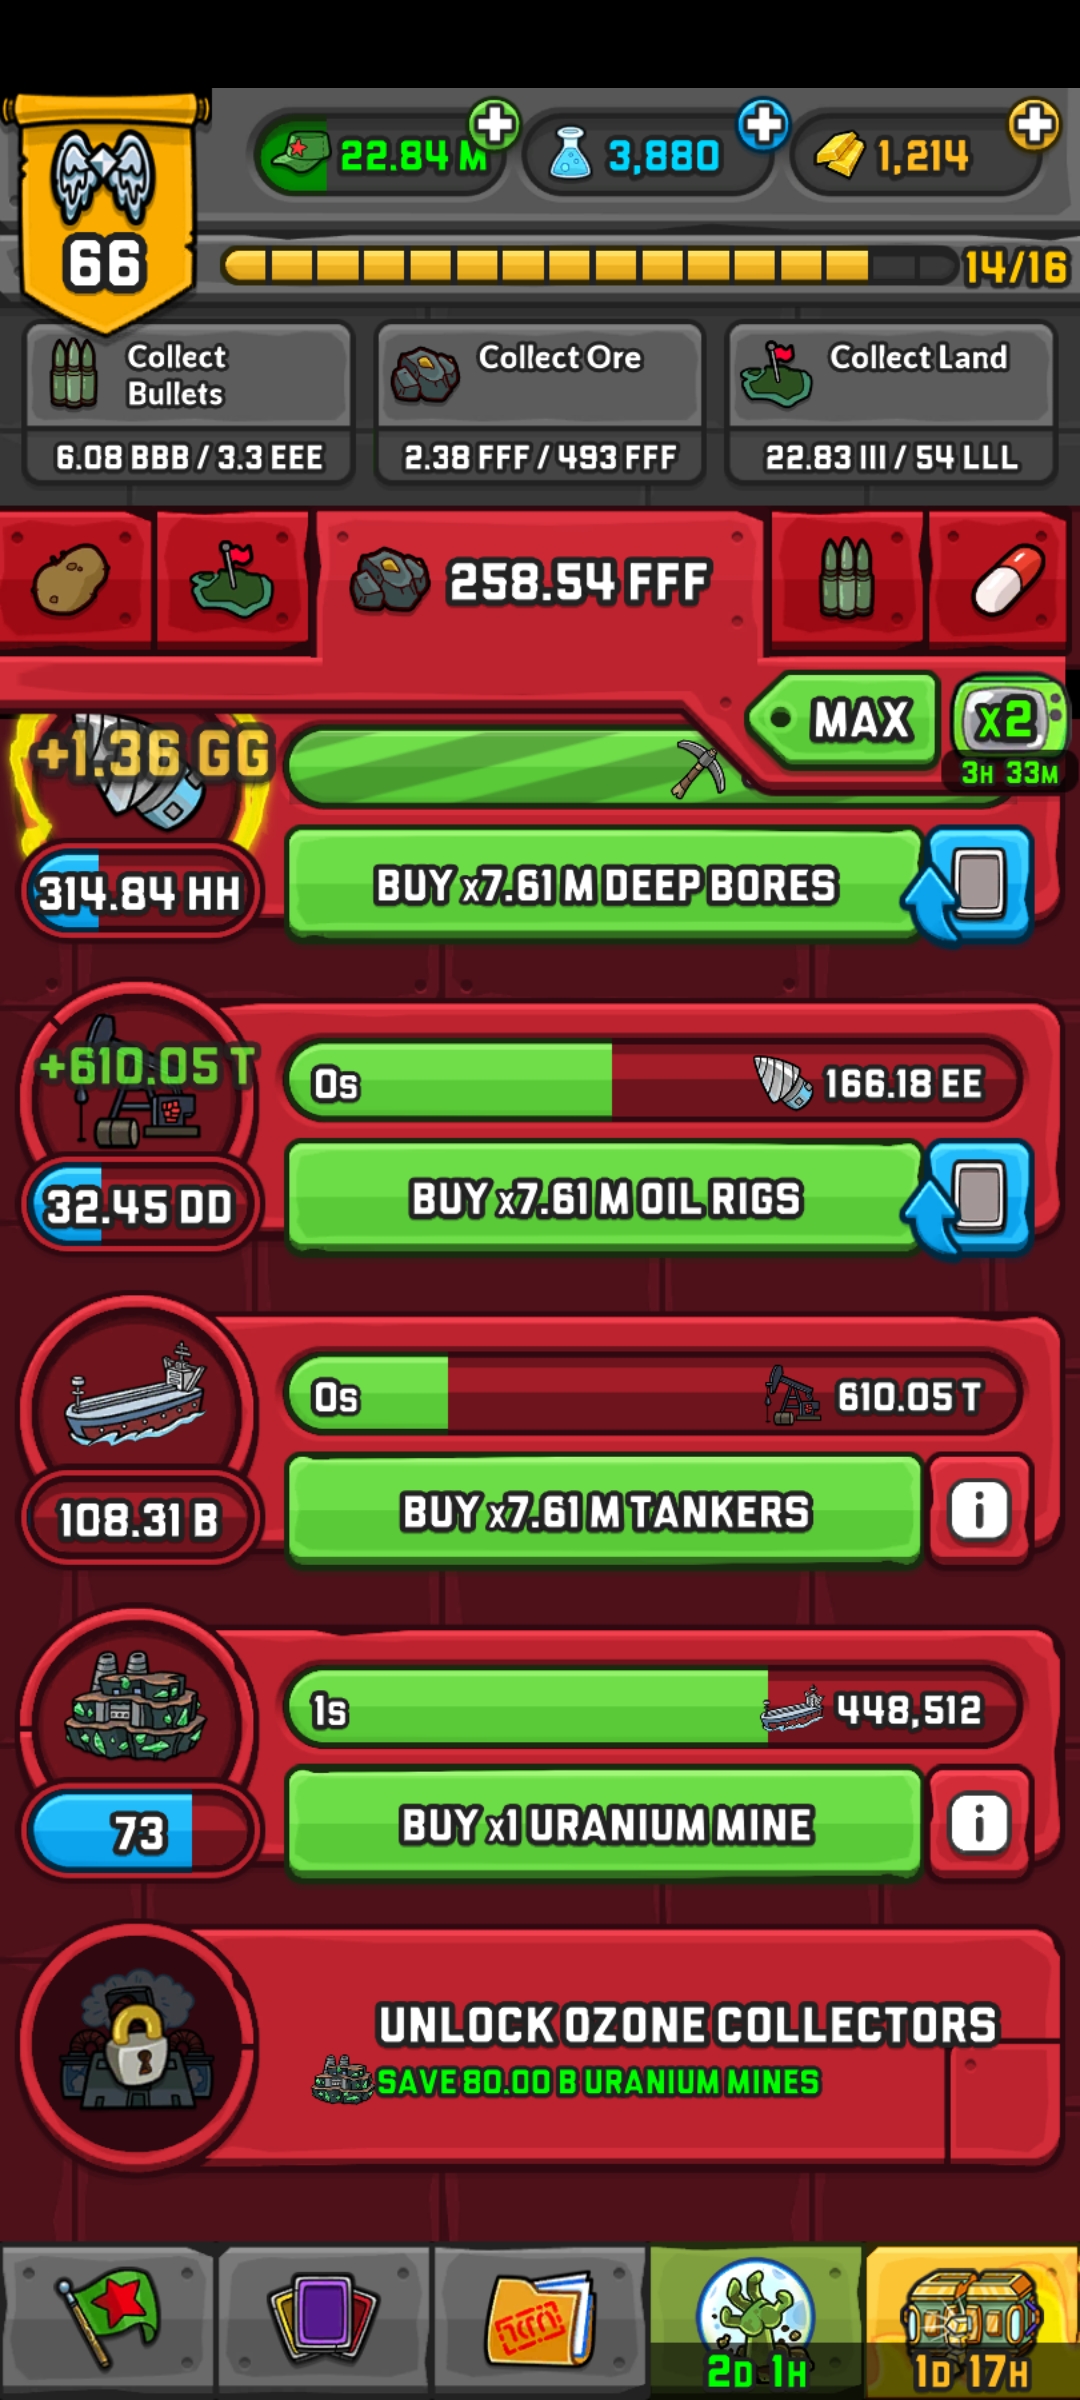 22.84 M
3,880
1,214
66
14/16
Collect
Bullets
6.08 BBB / 3.3 EEE
Collect Ore
2.38 FFF / 493 FFF
Collect Land
22.83 III / 54 LLL
258.54 FFF
MAX
x2
3H 33M
+1.36 GG
314.84 HH
BUY x7.61 M DEEP BORES
+610.05 T
0s
166.18 EE
32.45 DD
BUY x7.61 M OIL RIGS
0s
610.05 T
108.31 B
BUY x7.61 M TANKERS
i
1s
448,512
73
BUY x1 URANIUM MINE
i
UNLOCK OZONE COLLECTORS
SAVE 80.00 B URANIUM MINES
2D 1H
1D 17H